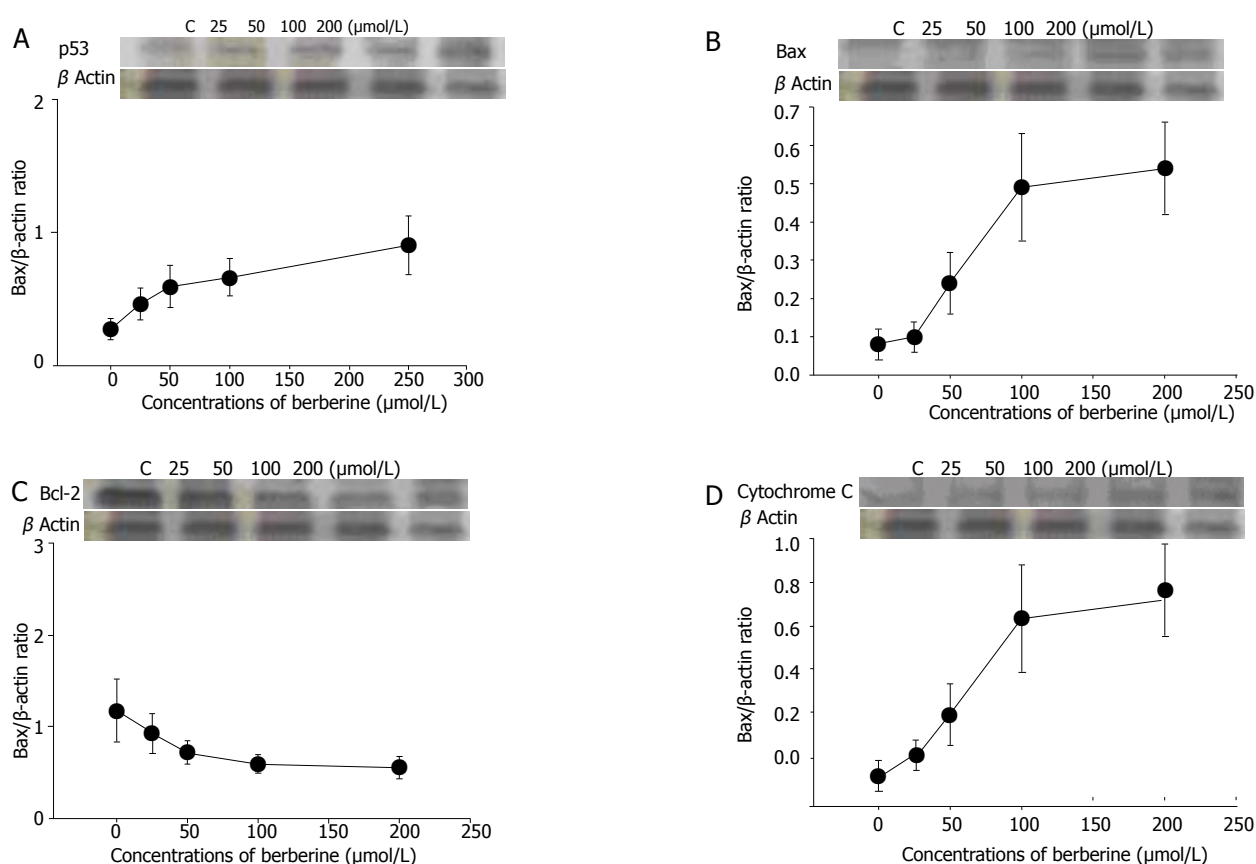 A
C 25 50 100 200 (µmol/L)
p53
β Actin
2
1
0
Bax/β-actin ratio
0 50 100 150 200 250 300
Concentrations of berberine (µmol/L)
B
C 25 50 100 200 (µmol/L)
Bax
β Actin
0.7
0.6
0.5
0.4
0.3
0.2
0.1
0.0
Bax/β-actin ratio
0 50 100 150 200 250
Concentrations of berberine (µmol/L)
C
C 25 50 100 200 (µmol/L)
Bcl-2
β Actin
3
2
1
0
Bax/β-actin ratio
0 50 100 150 200 250
Concentrations of berberine (µmol/L)
D
C 25 50 100 200 (µmol/L)
Cytochrome C
β Actin
1.0
0.8
0.6
0.4
0.2
0.0
Bax/β-actin ratio
0 50 100 150 200 250
Concentrations of berberine (µmol/L)